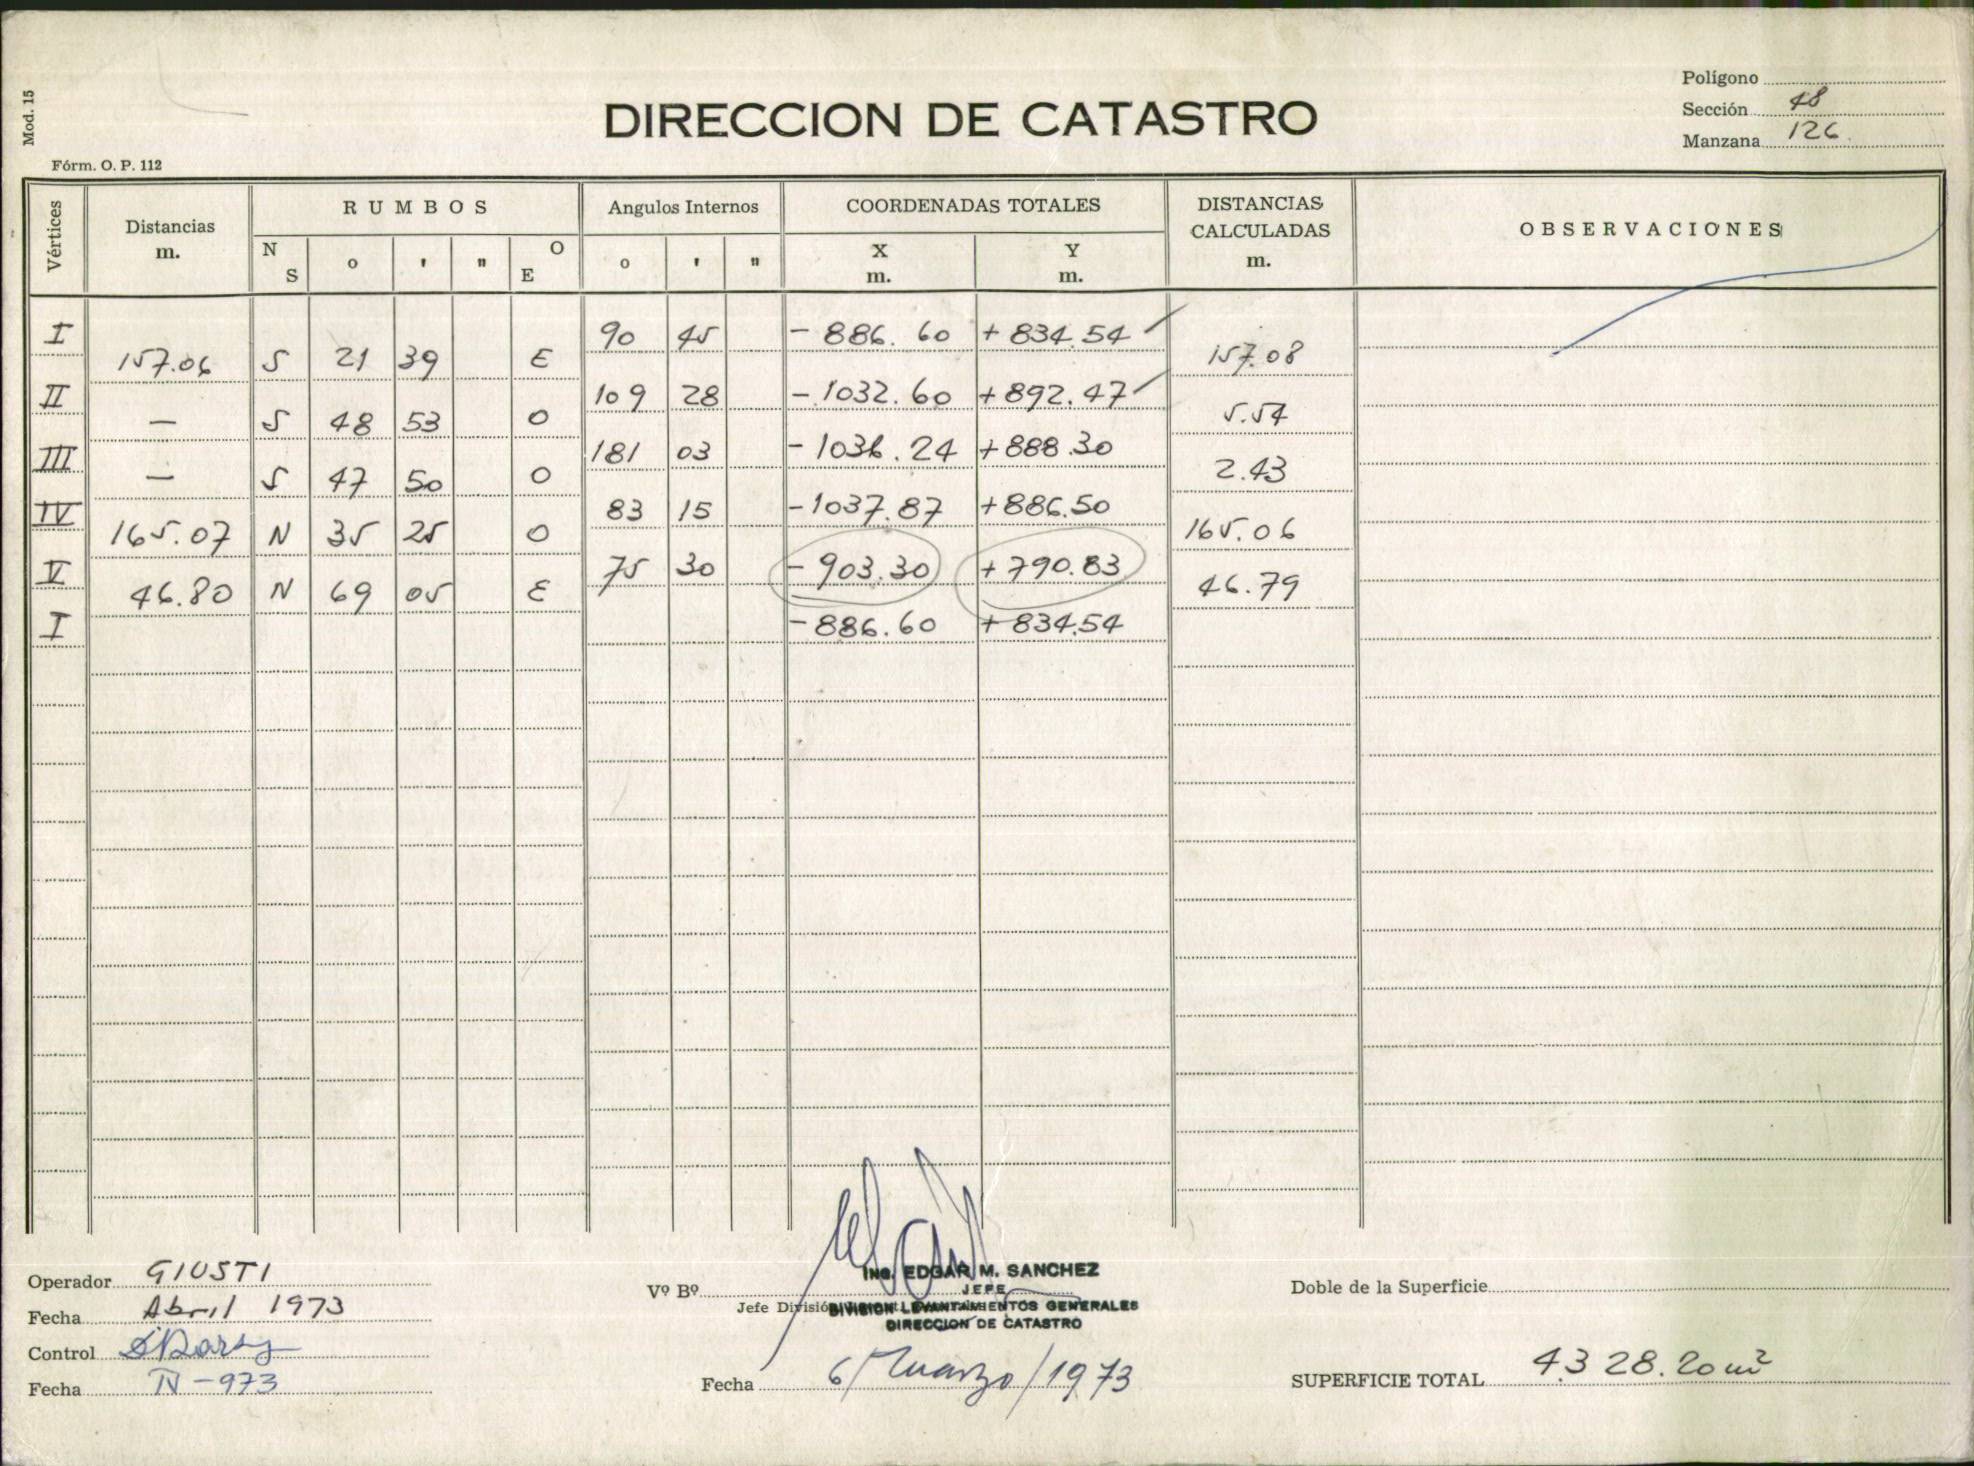 Mod. 15
Fórm. O. P. 112
DIRECCION DE CATASTRO
Polígono
Sección 48
Manzana 126
Vértices
Distancias
m.
RUMBOS
N
S
o
'
"
O
E
Angulos Internos
o
'
"
COORDENADAS TOTALES
X
m.
Y
m.
DISTANCIAS
CALCULADAS
m.
OBSERVACIONES
I 90 45 - 886.60 + 834.54
157.06 S 21 39 E 157.08
II 109 28 - 1032.60 + 892.47
— S 48 53 O 5.54
III 181 03 - 1036.24 + 888.30
— S 47 50 O 2.43
IV 83 15 - 1037.87 + 886.50
165.07 N 35 25 O 165.06
V 75 30 - 903.30 + 790.83
46.80 N 69 05 E 46.79
I - 886.60 + 834.54
Operador GIUSTI
Fecha Abril 1973
Control
Fecha IV - 973
Vº Bº
Jefe División
Ing. EDGAR M. SANCHEZ
JEFE
DIVISION LEVANTAMIENTOS GENERALES
DIRECCION DE CATASTRO
Fecha 6/Marzo/1973
Doble de la Superficie
SUPERFICIE TOTAL 4.328.20 m²